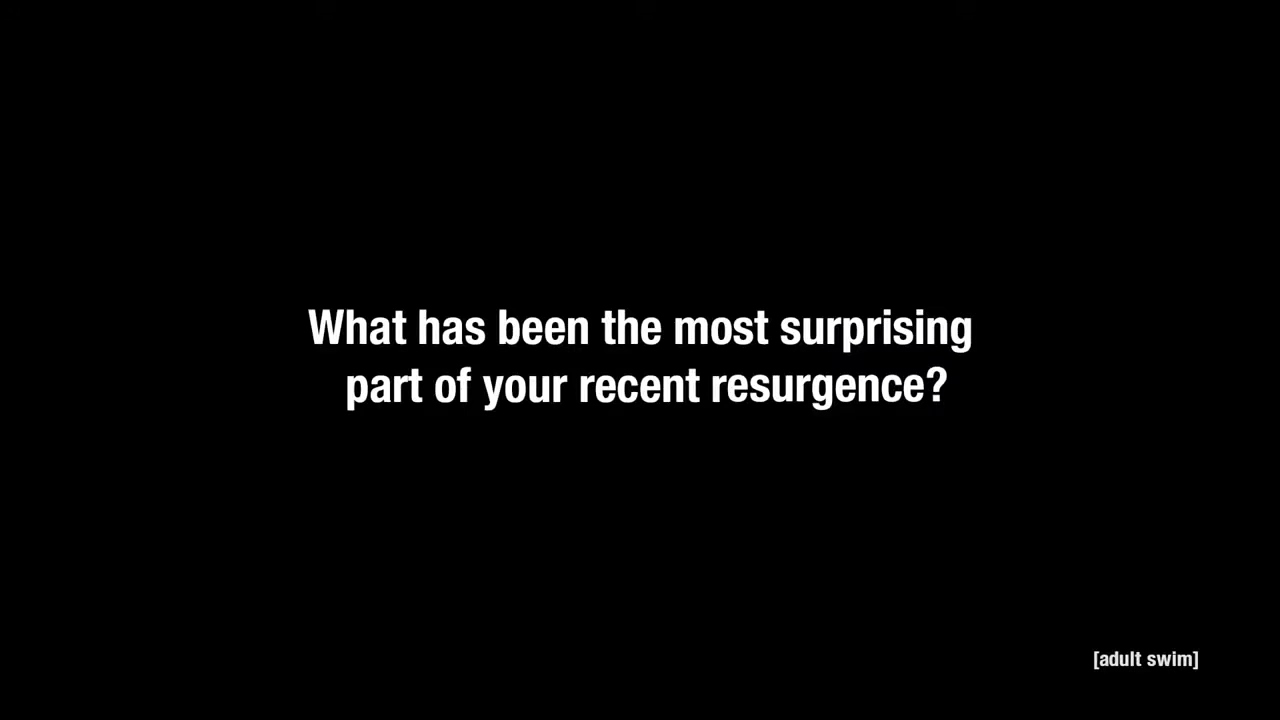 What has been the most surprising
part of your recent resurgence?
[adult swim]